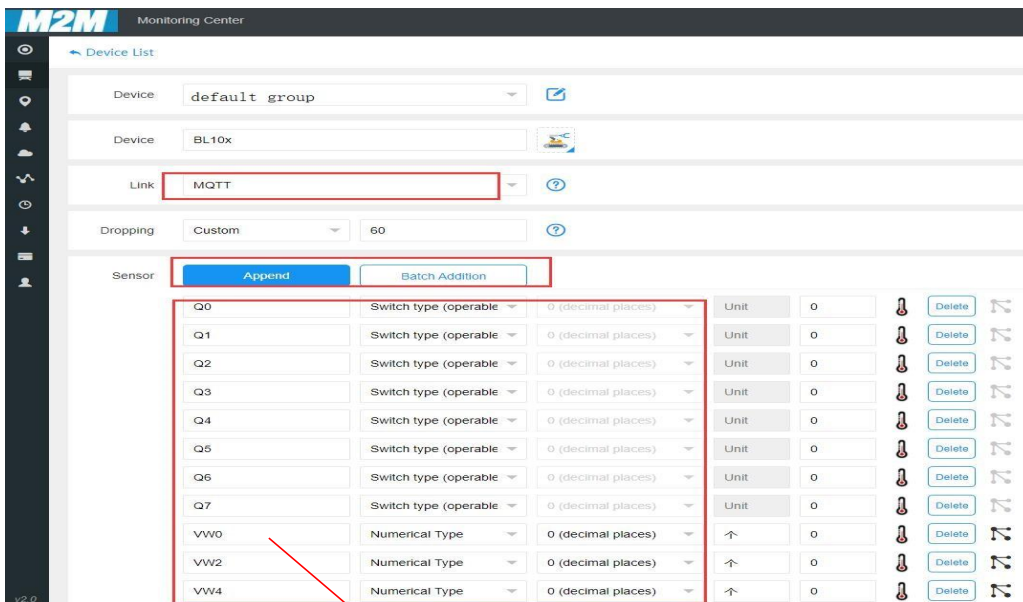 M2M Monitoring Center
Device List
Device default group
Device BL10x
Link MQTT
Dropping Custom 60
Sensor Append Batch Addition
Q0 Switch type (operable 0 (decimal places) Unit 0 Delete
Q1 Switch type (operable 0 (decimal places) Unit 0 Delete
Q2 Switch type (operable 0 (decimal places) Unit 0 Delete
Q3 Switch type (operable 0 (decimal places) Unit 0 Delete
Q4 Switch type (operable 0 (decimal places) Unit 0 Delete
Q5 Switch type (operable 0 (decimal places) Unit 0 Delete
Q6 Switch type (operable 0 (decimal places) Unit 0 Delete
Q7 Switch type (operable 0 (decimal places) Unit 0 Delete
VW0 Numerical Type 0 (decimal places) 个 0 Delete
VW2 Numerical Type 0 (decimal places) 个 0 Delete
VW4 Numerical Type 0 (decimal places) 个 0 Delete
v2.0